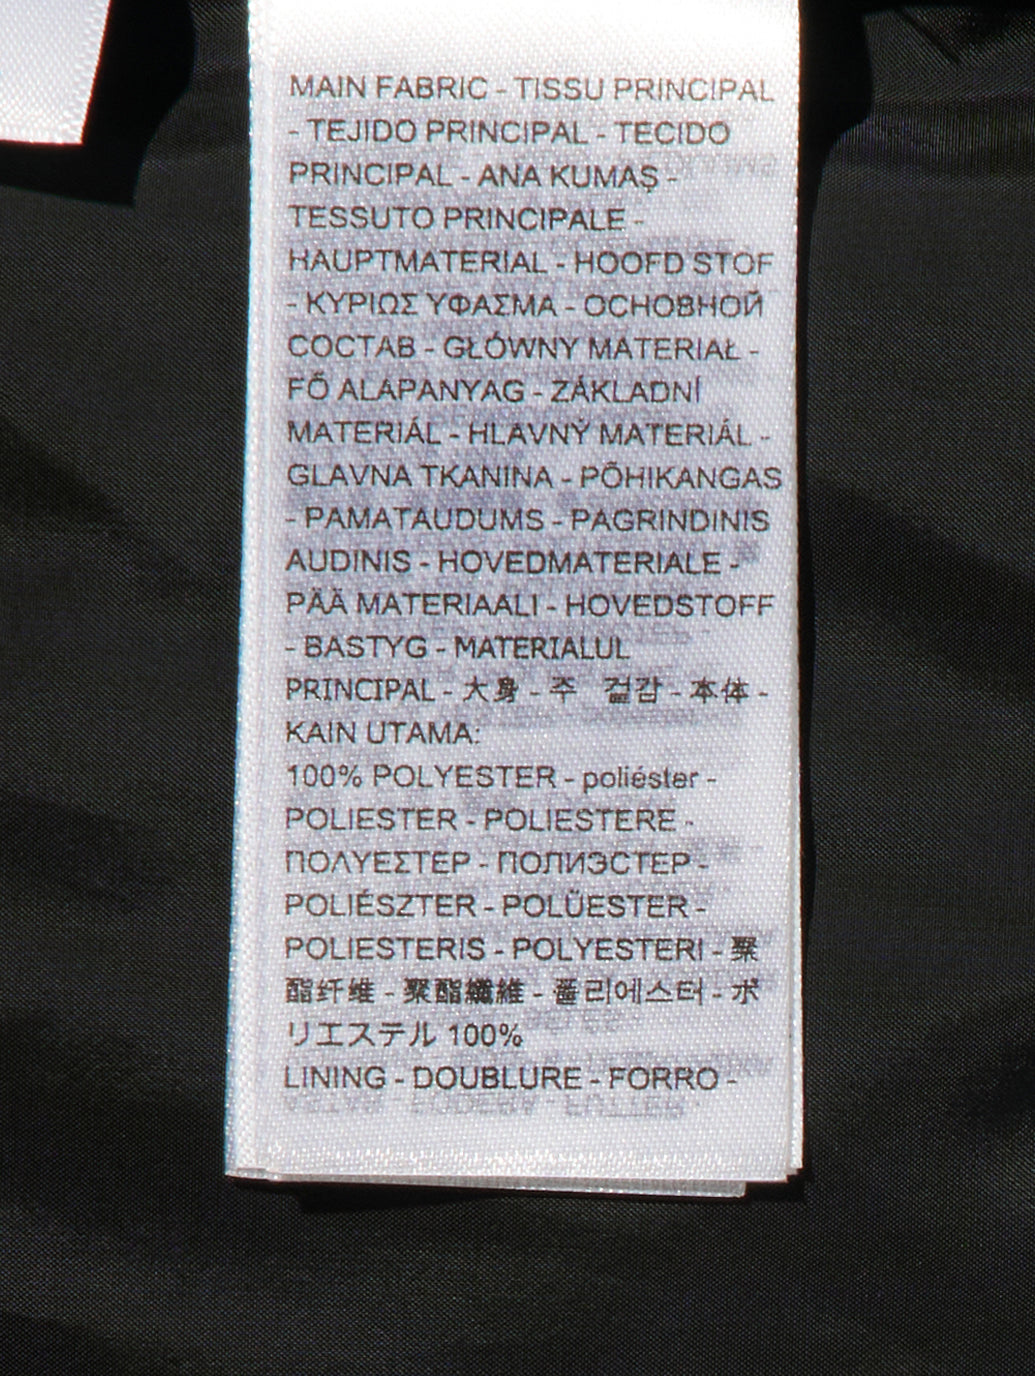 MAIN FABRIC - TISSU PRINCIPAL
- TEJIDO PRINCIPAL - TECIDO
PRINCIPAL - ANA KUMAŞ -
TESSUTO PRINCIPALE -
HAUPTMATERIAL - HOOFD STOF
- ΚΥΡΙΩΣ ΥΦΑΣΜΑ - ОСНОВНОЙ
СОСТАВ - GŁÓWNY MATERIAŁ -
FŐ ALAPANYAG - ZÁKLADNÍ
MATERIÁL - HLAVNÝ MATERIÁL -
GLAVNA TKANINA - PÕHIKANGAS
- PAMATAUDUMS - PAGRINDINIS
AUDINIS - HOVEDMATERIALE -
PÄÄ MATERIAALI - HOVEDSTOFF
- BASTYG - MATERIALUL
PRINCIPAL - 大身 - 주 겉감 - 本体 -
KAIN UTAMA:
100% POLYESTER - poliéster -
POLIESTER - POLIESTERE -
ΠΟΛΥΕΣΤΕΡ - ПОЛИЭСТЕР -
POLIÉSZTER - POLÜESTER -
POLIESTERIS - POLYESTERI - 聚
酯纤维 - 聚酯纖維 - 폴리에스터 - ポ
リエステル 100%
LINING - DOUBLURE - FORRO -